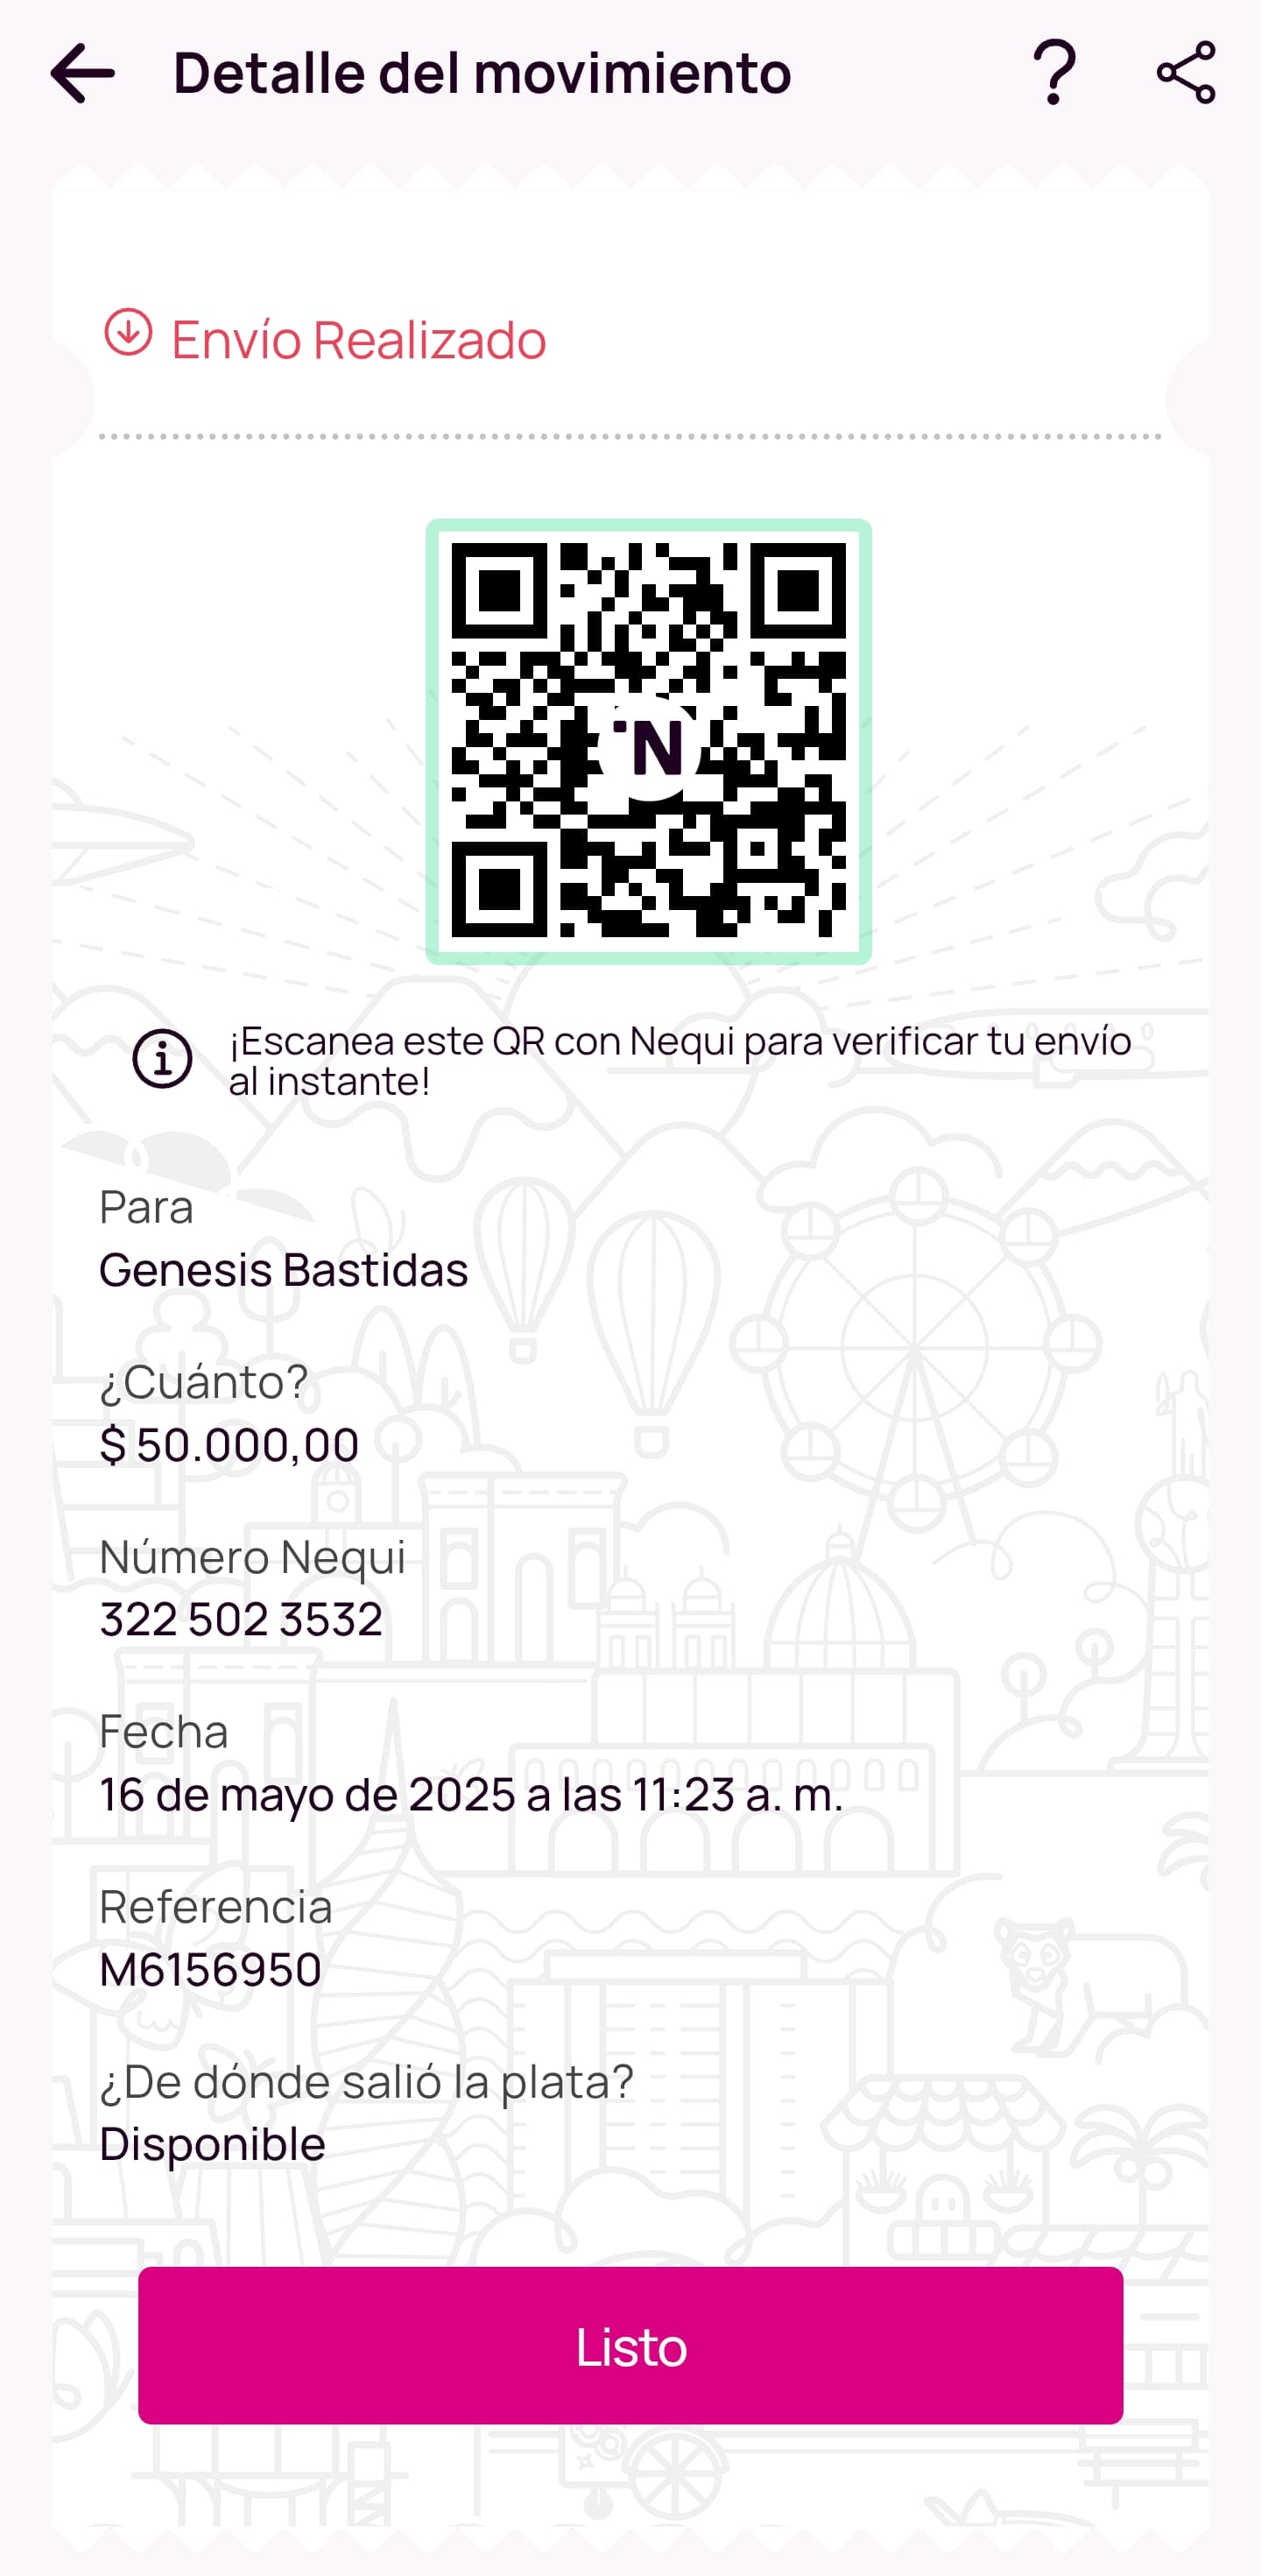 Detalle del movimiento
Envío Realizado
N
¡Escanea este QR con Nequi para verificar tu envío
al instante!
Para
Genesis Bastidas
¿Cuánto?
$ 50.000,00
Número Nequi
322 502 3532
Fecha
16 de mayo de 2025 a las 11:23 a. m.
Referencia
M6156950
¿De dónde salió la plata?
Disponible
Listo